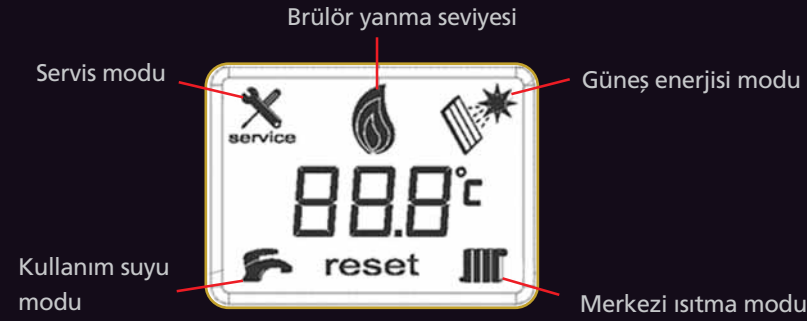 Brülör yanma seviyesi
Servis modu
Güneş enerjisi modu
service
88.8°c
reset
Kullanım suyu
modu
Merkezi ısıtma modu